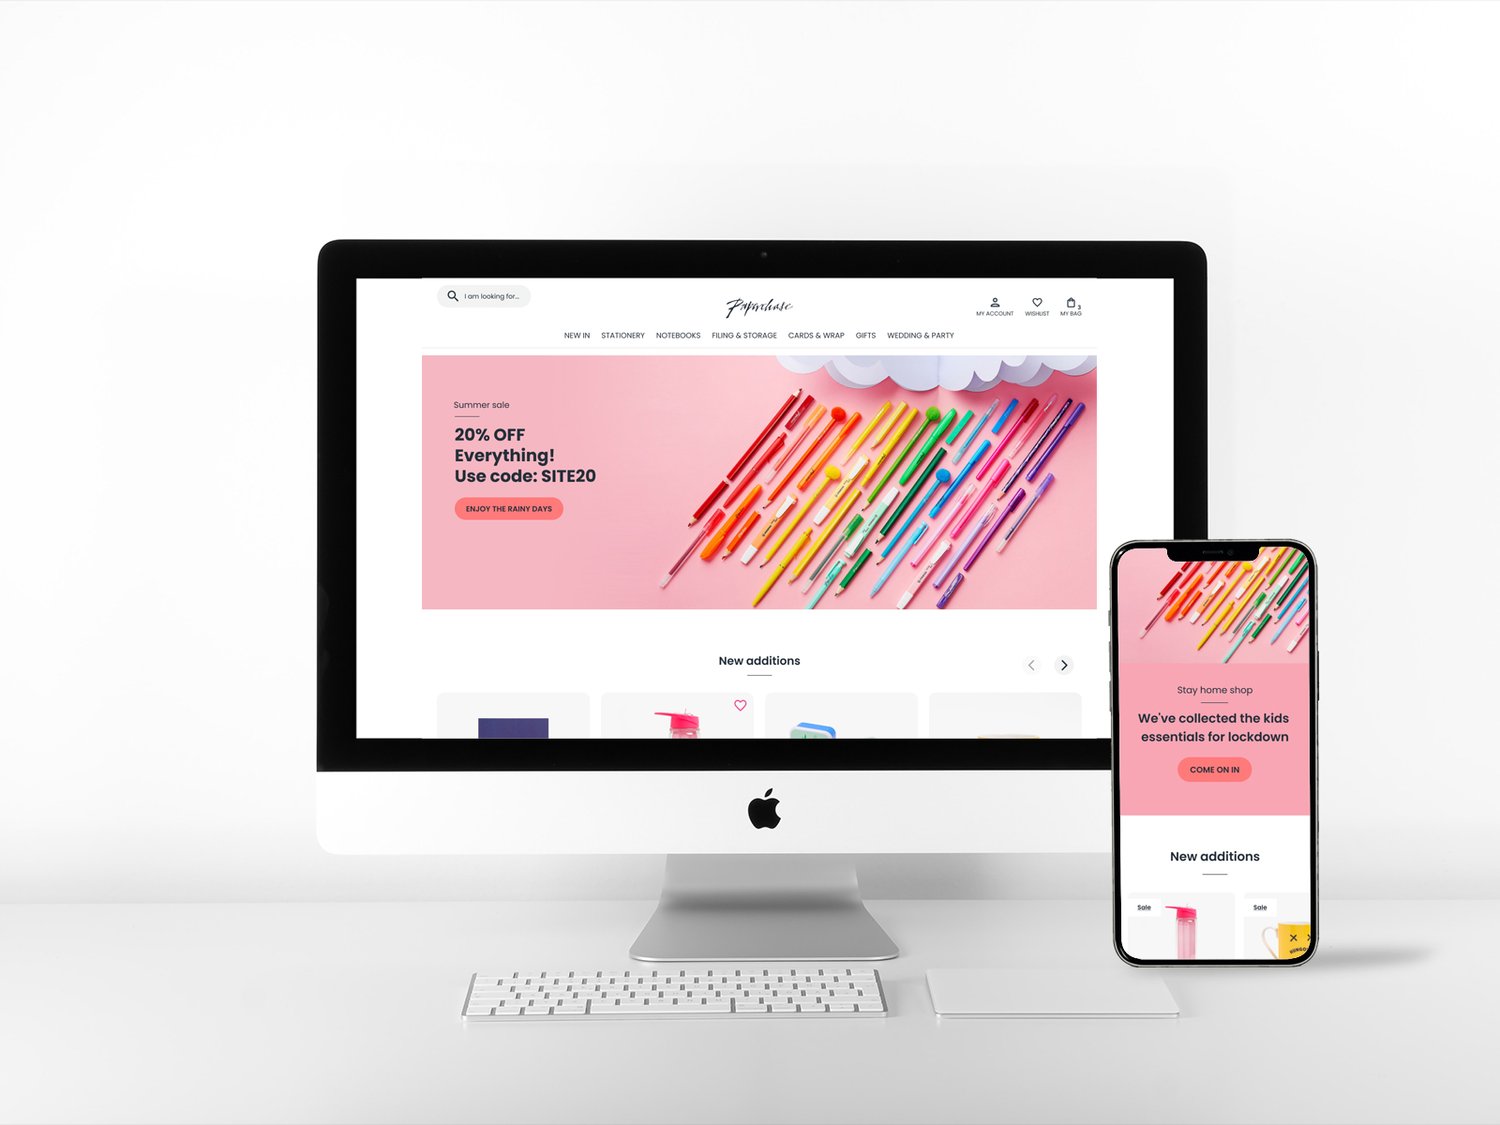 I am looking for...
Paperchase
MY ACCOUNT
WISHLIST
3
MY BAG
NEW IN
STATIONERY
NOTEBOOKS
FILING & STORAGE
CARDS & WRAP
GIFTS
WEDDING & PARTY
Summer sale
20% OFF
Everything!
Use code: SITE20
ENJOY THE RAINY DAYS
New additions
Stay home shop
We've collected the kids
essentials for lockdown
COME ON IN
New additions
Sale
Sale